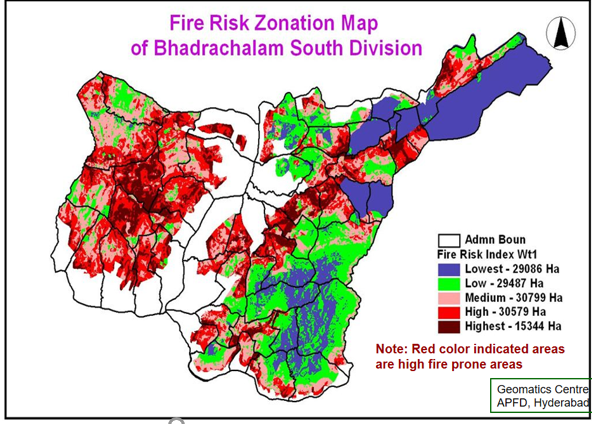 Fire Risk Zonation Map
of Bhadrachalam South Division
Admn Boun
Fire Risk Index Wt1
Lowest - 29086 Ha
Low - 29487 Ha
Medium - 30799 Ha
High - 30579 Ha
Highest - 15344 Ha
Note: Red color indicated areas
are high fire prone areas
Geomatics Centre
APFD, Hyderabad